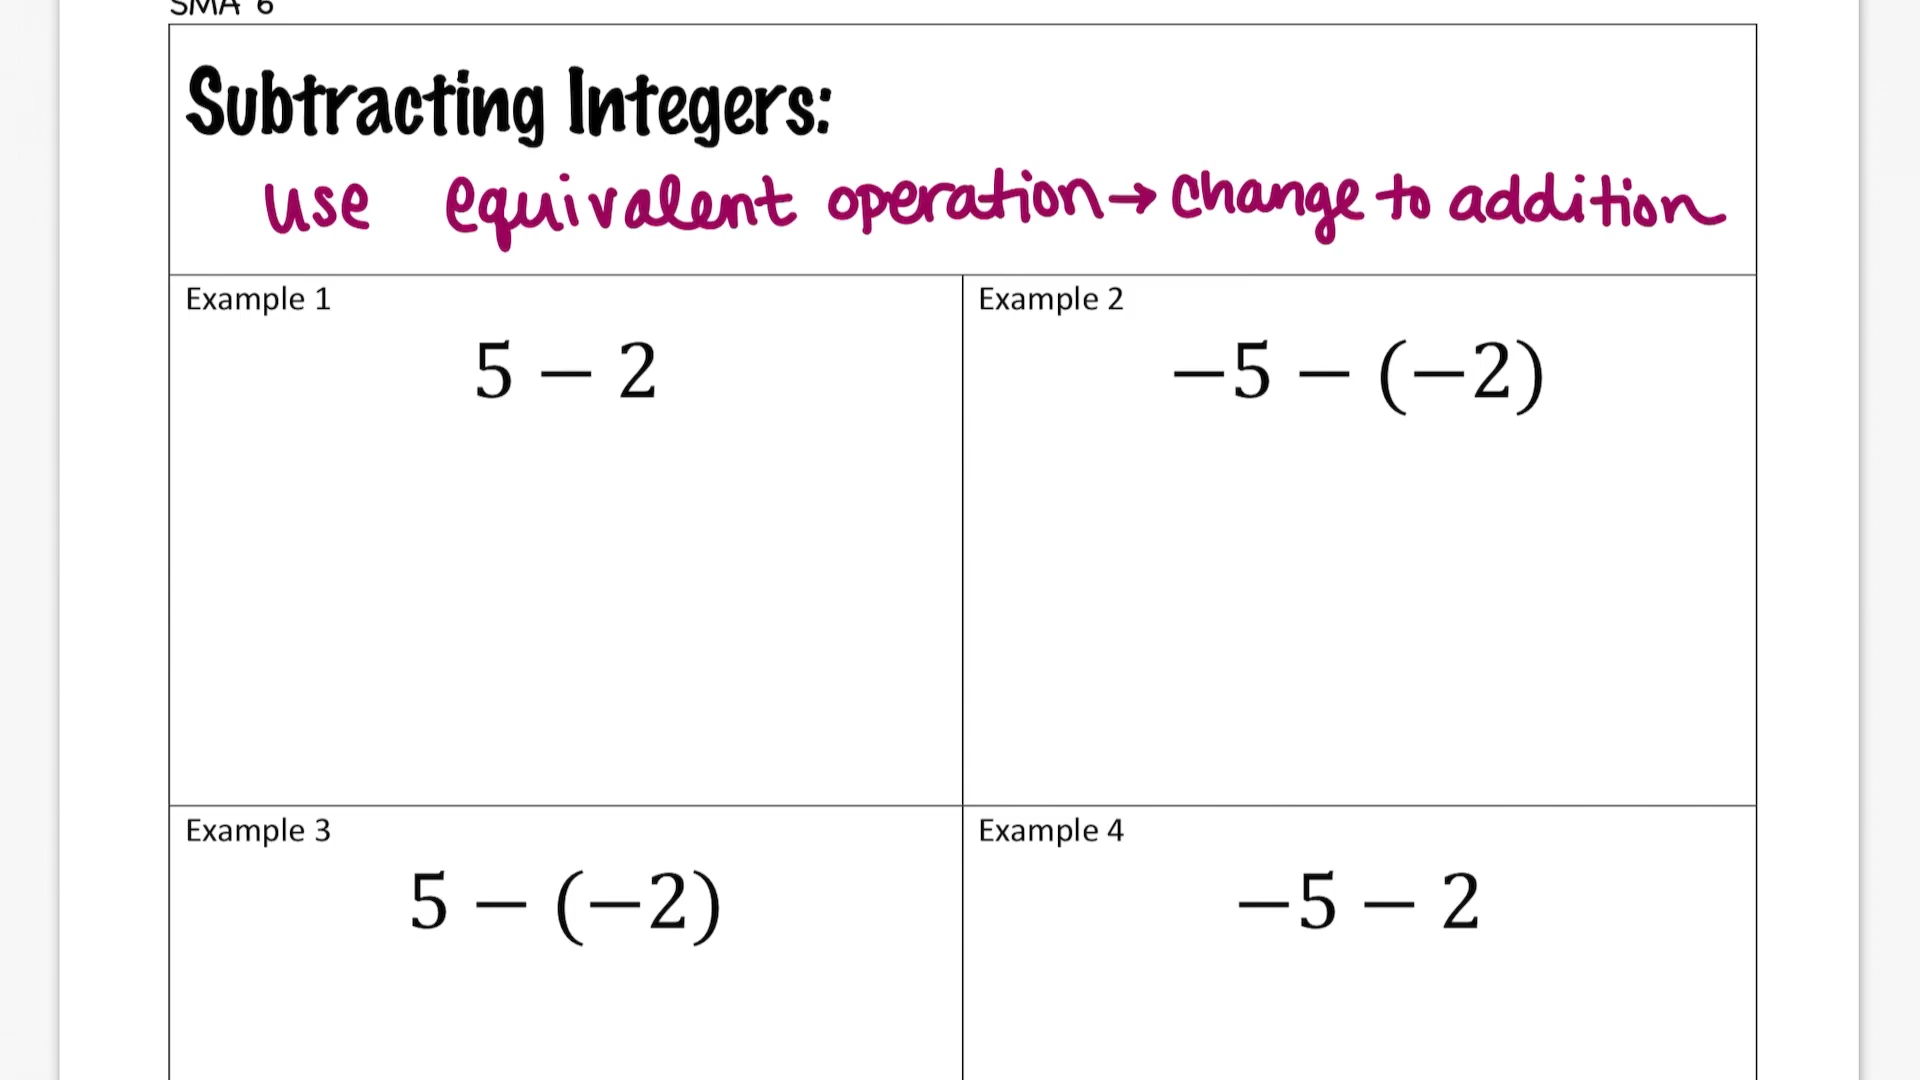 SMA 6
Subtracting Integers:
use equivalent operation→change to addition
Example 1
5 − 2
Example 2
−5 − (−2)
Example 3
5 − (−2)
Example 4
−5 − 2